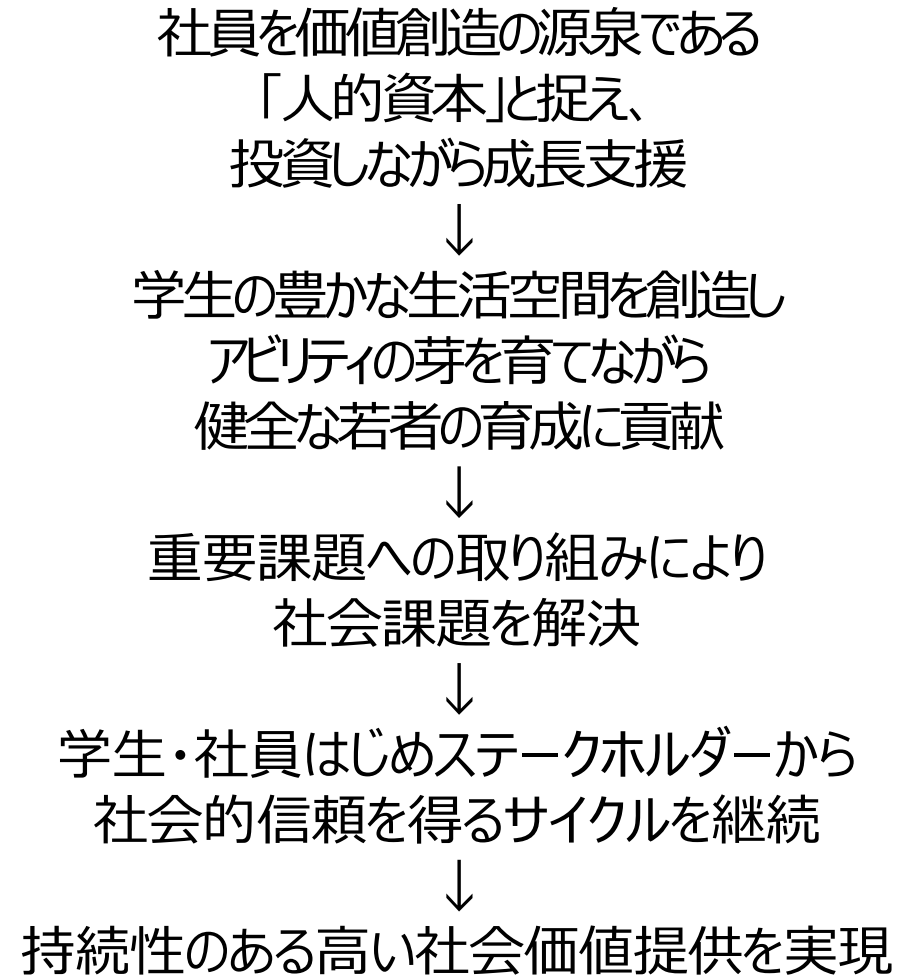 社員を価値創造の源泉である
「人的資本」と捉え、
投資しながら成長支援
↓
学生の豊かな生活空間を創造し
アビリティの芽を育てながら
健全な若者の育成に貢献
↓
重要課題への取り組みにより
社会課題を解決
↓
学生・社員はじめステークホルダーから
社会的信頼を得るサイクルを継続
↓
持続性のある高い社会価値提供を実現